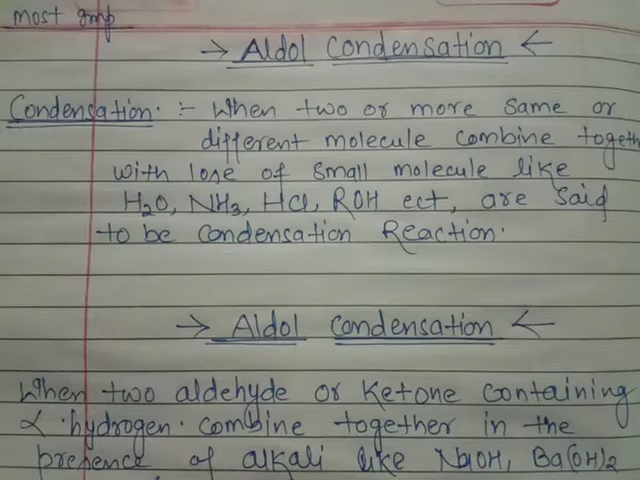 most imp
→ Aldol Condensation ←
Condensation :- When two or more same or
different molecule combine togeth
with lose of small molecule like
H₂O, NH₃, HCl, ROH ect, are said
to be Condensation Reaction.
→ Aldol Condensation ←
When two aldehyde or Ketone containing
α hydrogen combine together in the
presence of alkali like NaOH, Ba(OH)₂